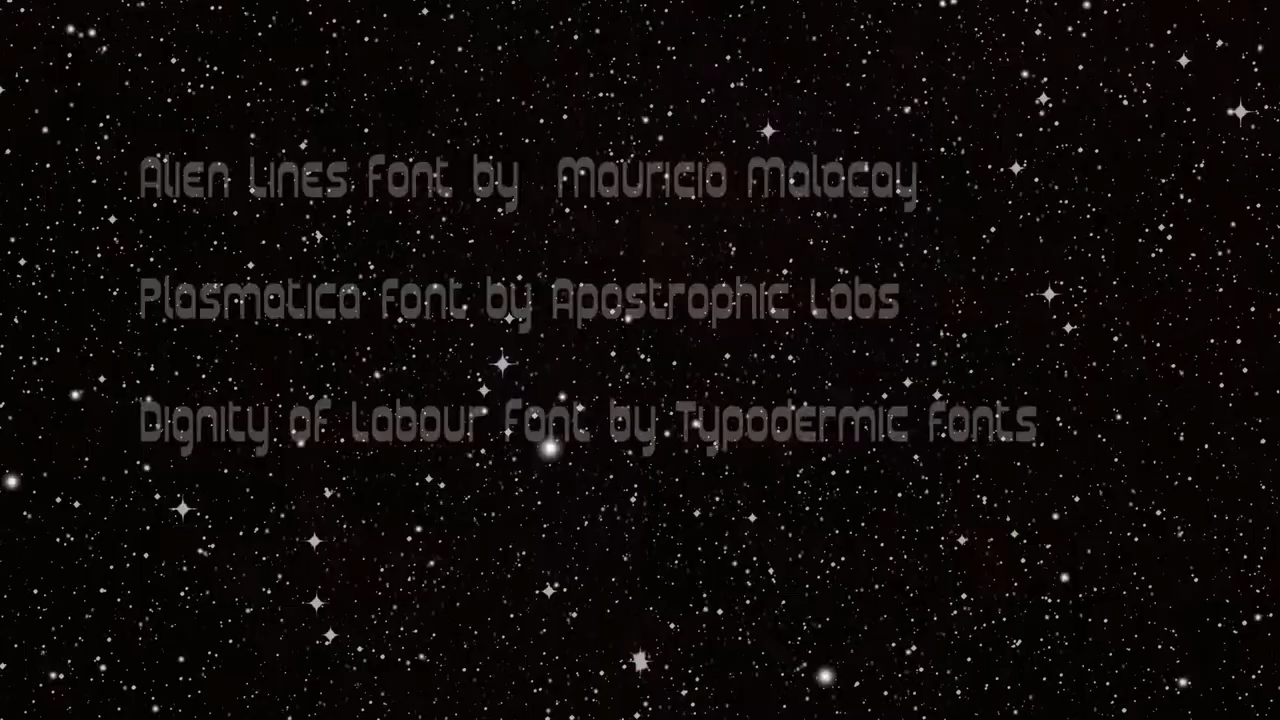 Alien Lines Font by Mauricio Malacay
Plasmatica Font by Apostrophic Labs
Dignity of Labour Font by Typodermic Fonts